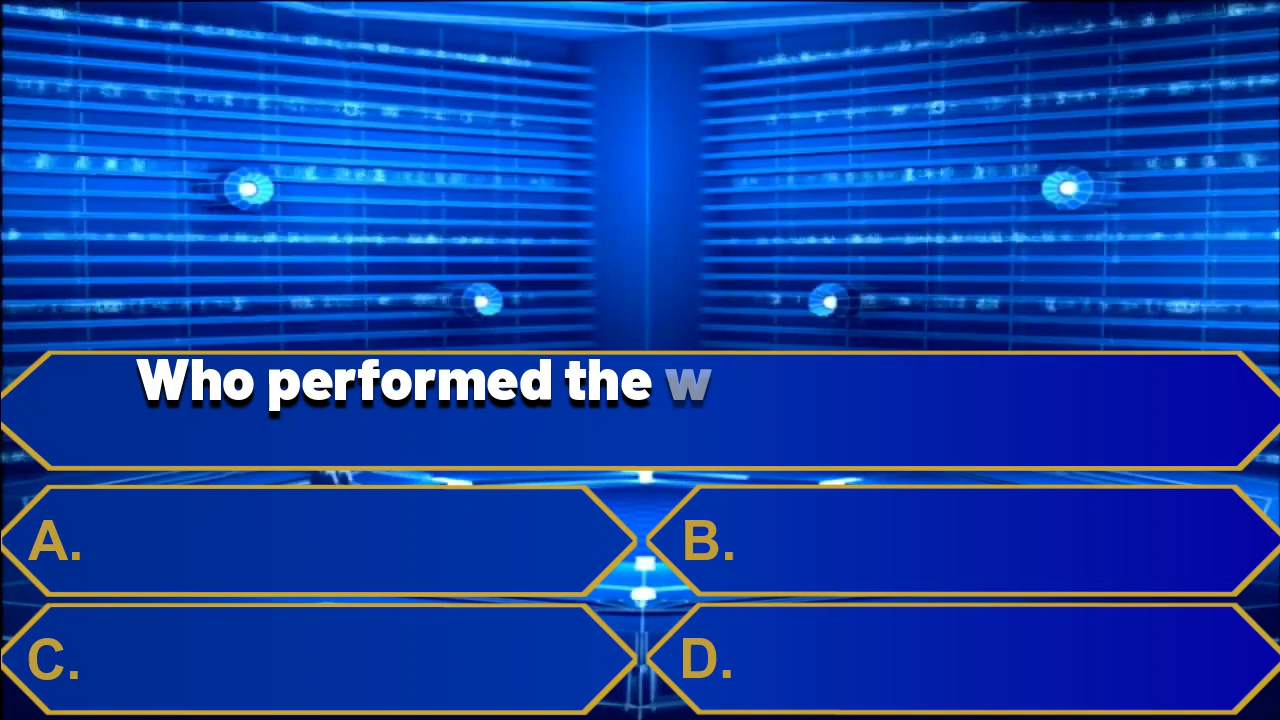 Who performed the w
A.
B.
C.
D.